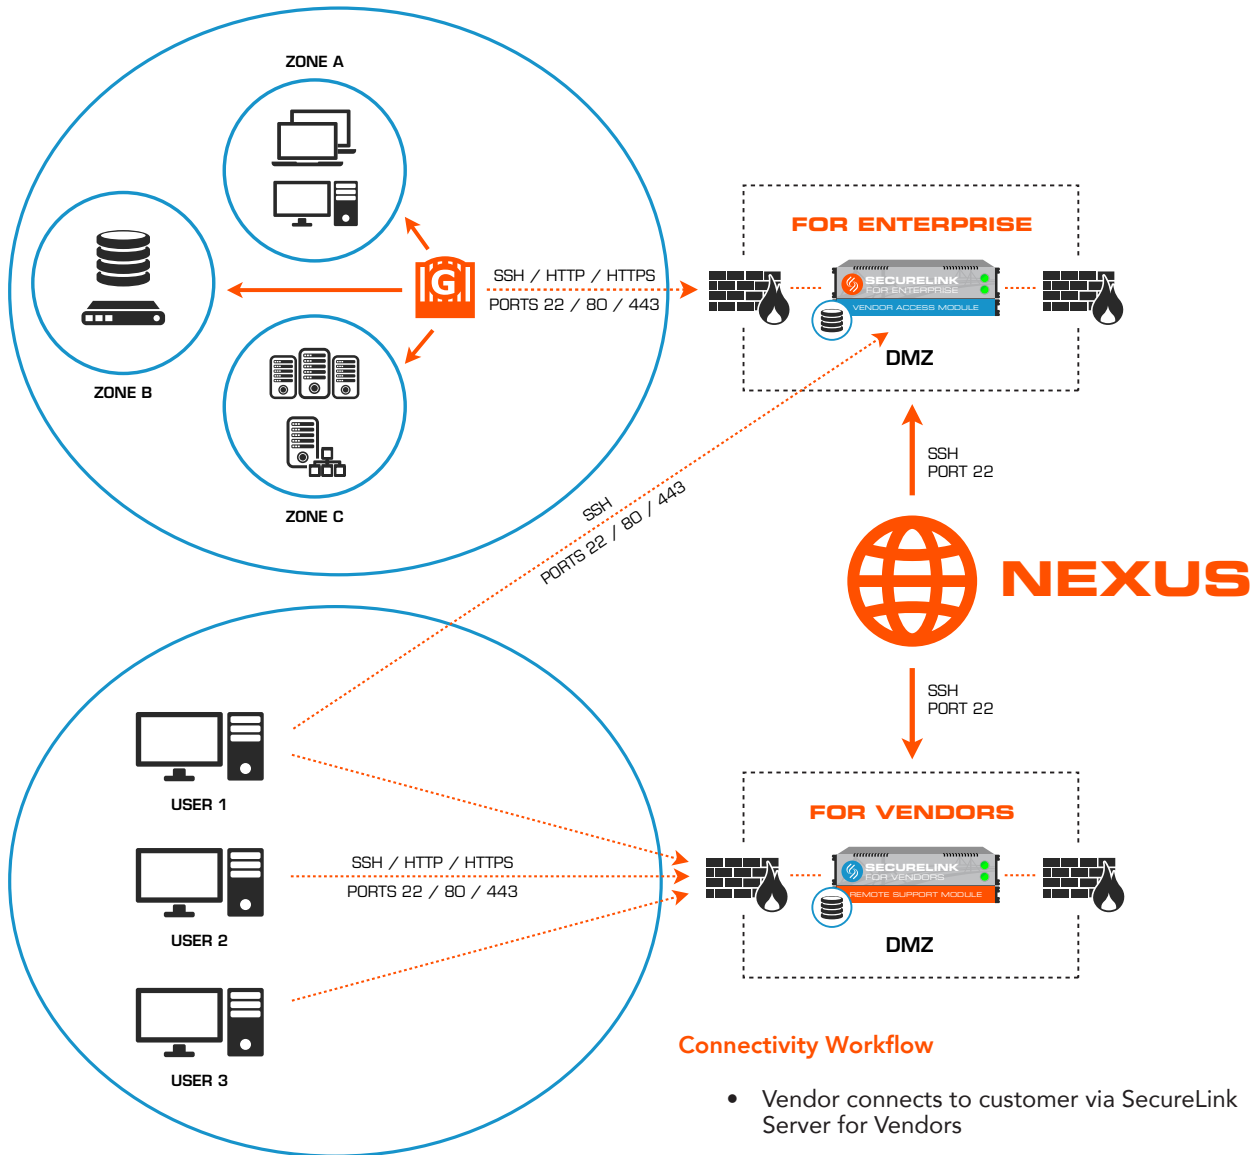 ZONE A
ZONE B
ZONE C
G
SSH / HTTP / HTTPS
PORTS 22 / 80 / 443
FOR ENTERPRISE
SECURELINK
FOR ENTERPRISE
VENDOR ACCESS MODULE
DMZ
SSH
PORTS 22 / 80 / 443
SSH
PORT 22
NEXUS
SSH
PORT 22
USER 1
USER 2
USER 3
SSH / HTTP / HTTPS
PORTS 22 / 80 / 443
FOR VENDORS
SECURELINK
FOR VENDORS
REMOTE SUPPORT MODULE
DMZ
Connectivity Workflow
• Vendor connects to customer via SecureLink
Server for Vendors